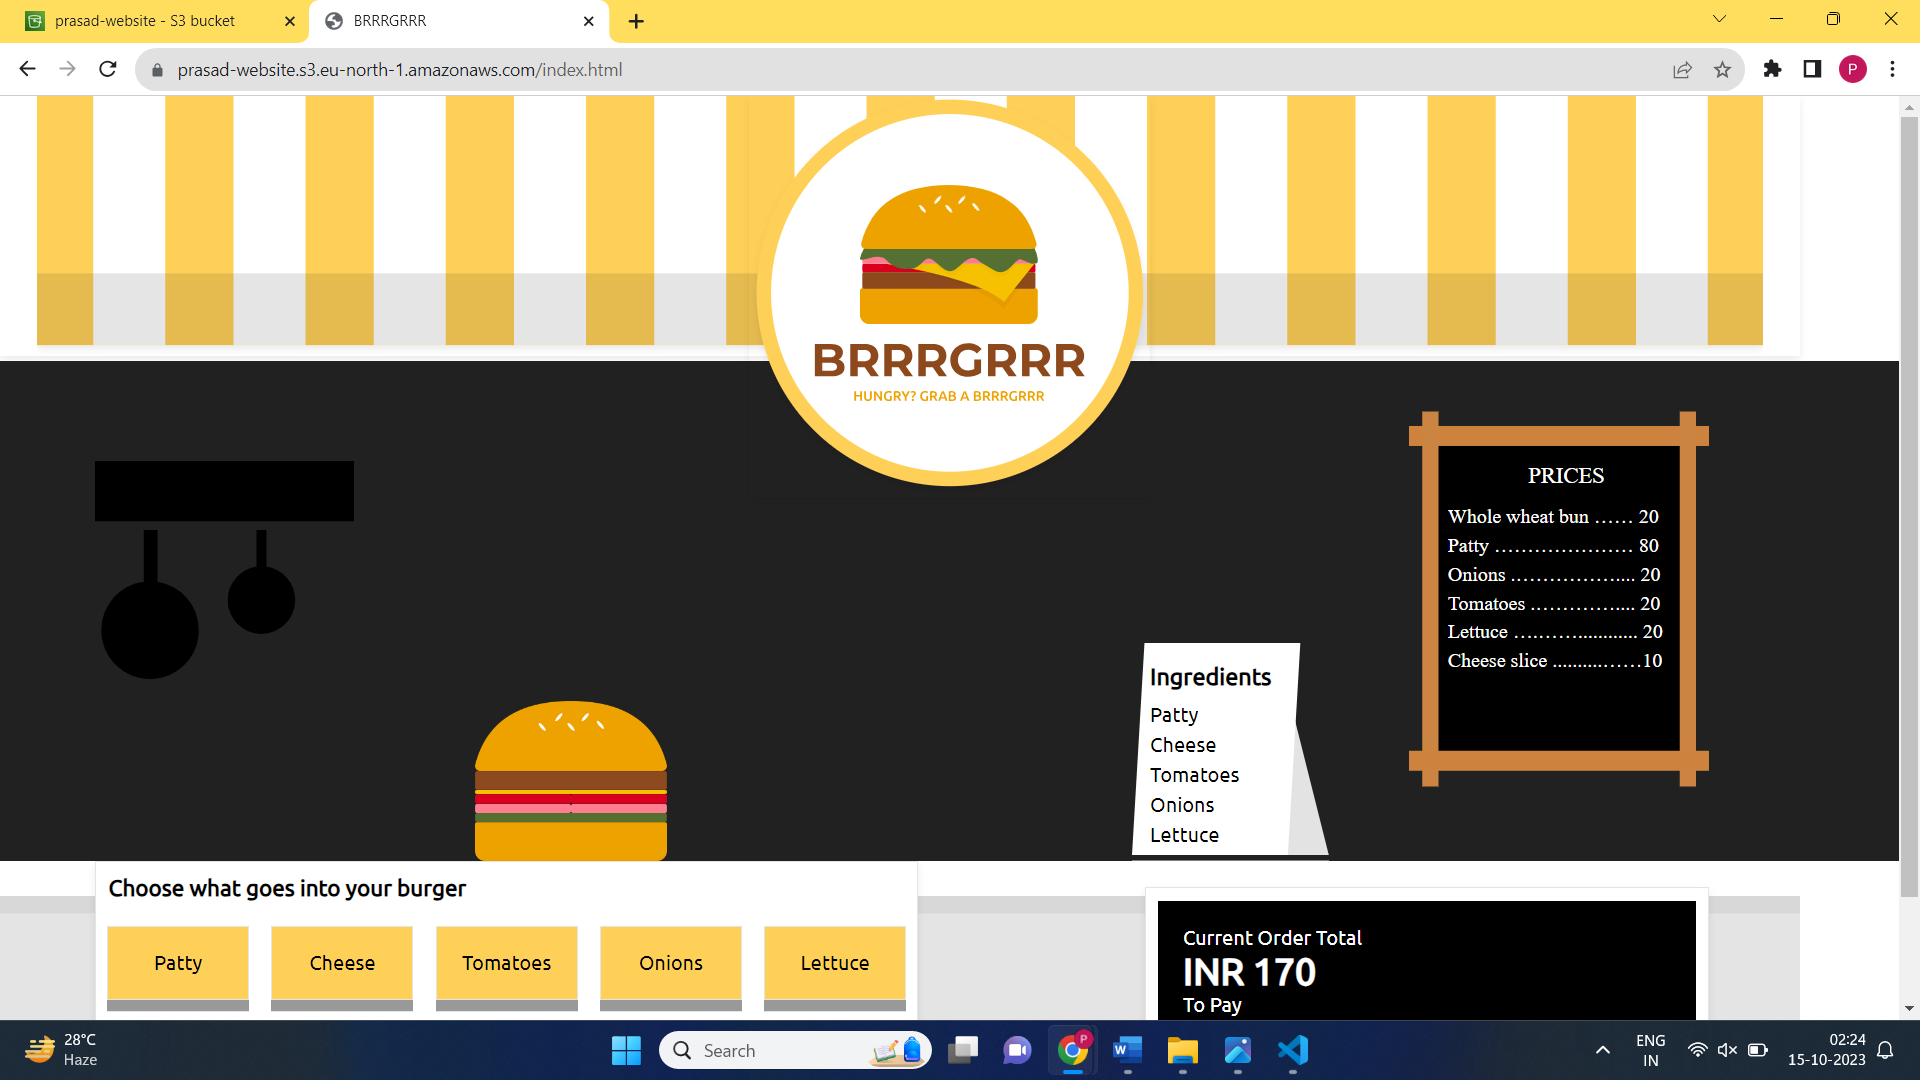 prasad-website - S3 bucket
BRRRGRRR
prasad-website.s3.eu-north-1.amazonaws.com/index.html
P
BRRRGRRR
HUNGRY? GRAB A BRRRGRRR
PRICES
Whole wheat bun …… 20
Patty ………………… 80
Onions .…………….... 20
Tomatoes .………….... 20
Lettuce ….……............ 20
Cheese slice ..........……10
Ingredients
Patty
Cheese
Tomatoes
Onions
Lettuce
Choose what goes into your burger
Patty
Cheese
Tomatoes
Onions
Lettuce
Current Order Total
INR 170
To Pay
28°C
Haze
Search
P
ENG
IN
02:24
15-10-2023